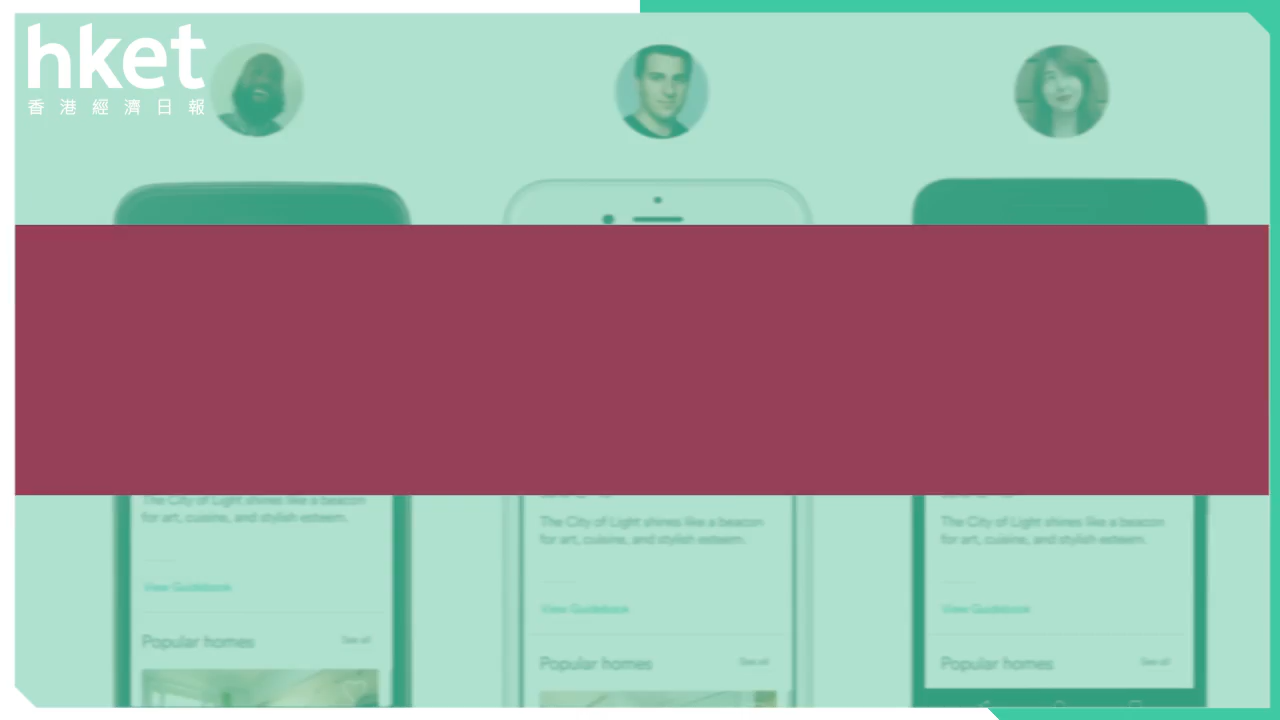 hket
香港經濟日報
The City of Light shines like a beacon
for art, cuisine, and stylish esteem.
View Guidebook
Popular homes
See all
The City of Light shines like a beacon
for art, cuisine, and stylish esteem.
View Guidebook
Popular homes
See all
The City of Light shines like a beacon
for art, cuisine, and stylish esteem.
View Guidebook
Popular homes
See all